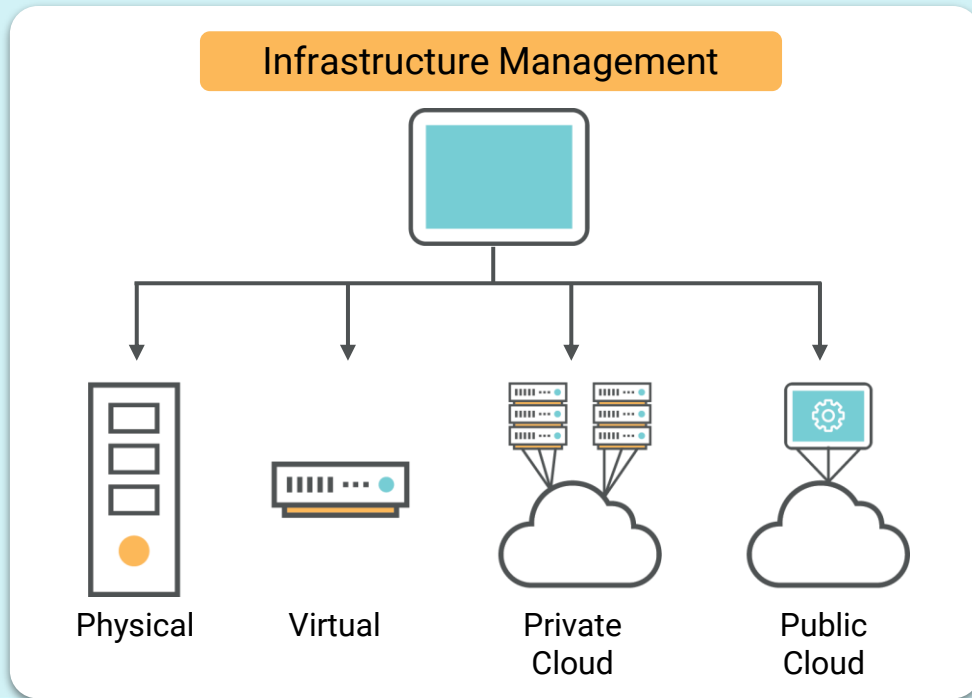 Infrastructure Management
Physical
Virtual
Private
Cloud
Public
Cloud